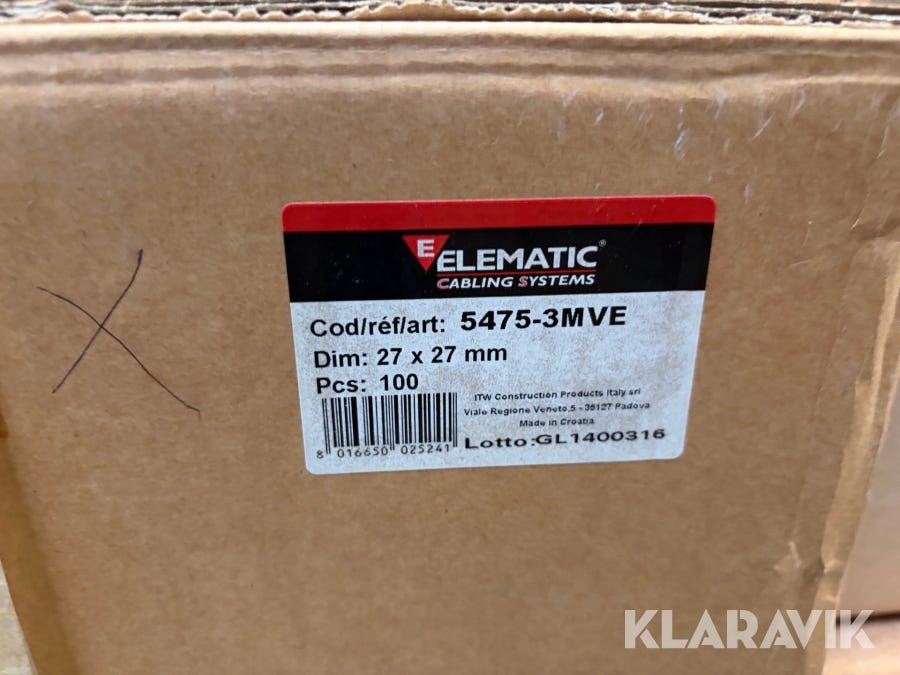 E ELEMATIC®
CABLING SYSTEMS
Cod/réf/art: 5475-3MVE
Dim: 27 x 27 mm
Pcs: 100
ITW Construction Products Italy srl
Viale Regione Veneto,5 - 35127 Padova
Made in Croatia
Lotto:GL1400316
8 016650 025241
KLARAVIK